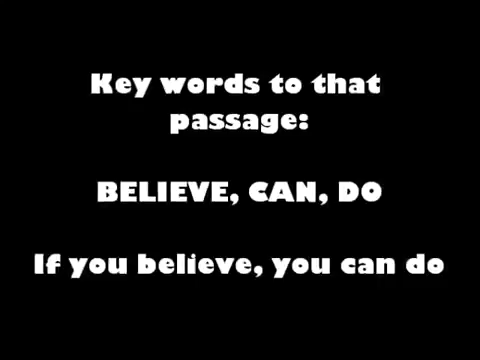 Key words to that
passage:
BELIEVE, CAN, DO
If you believe, you can do